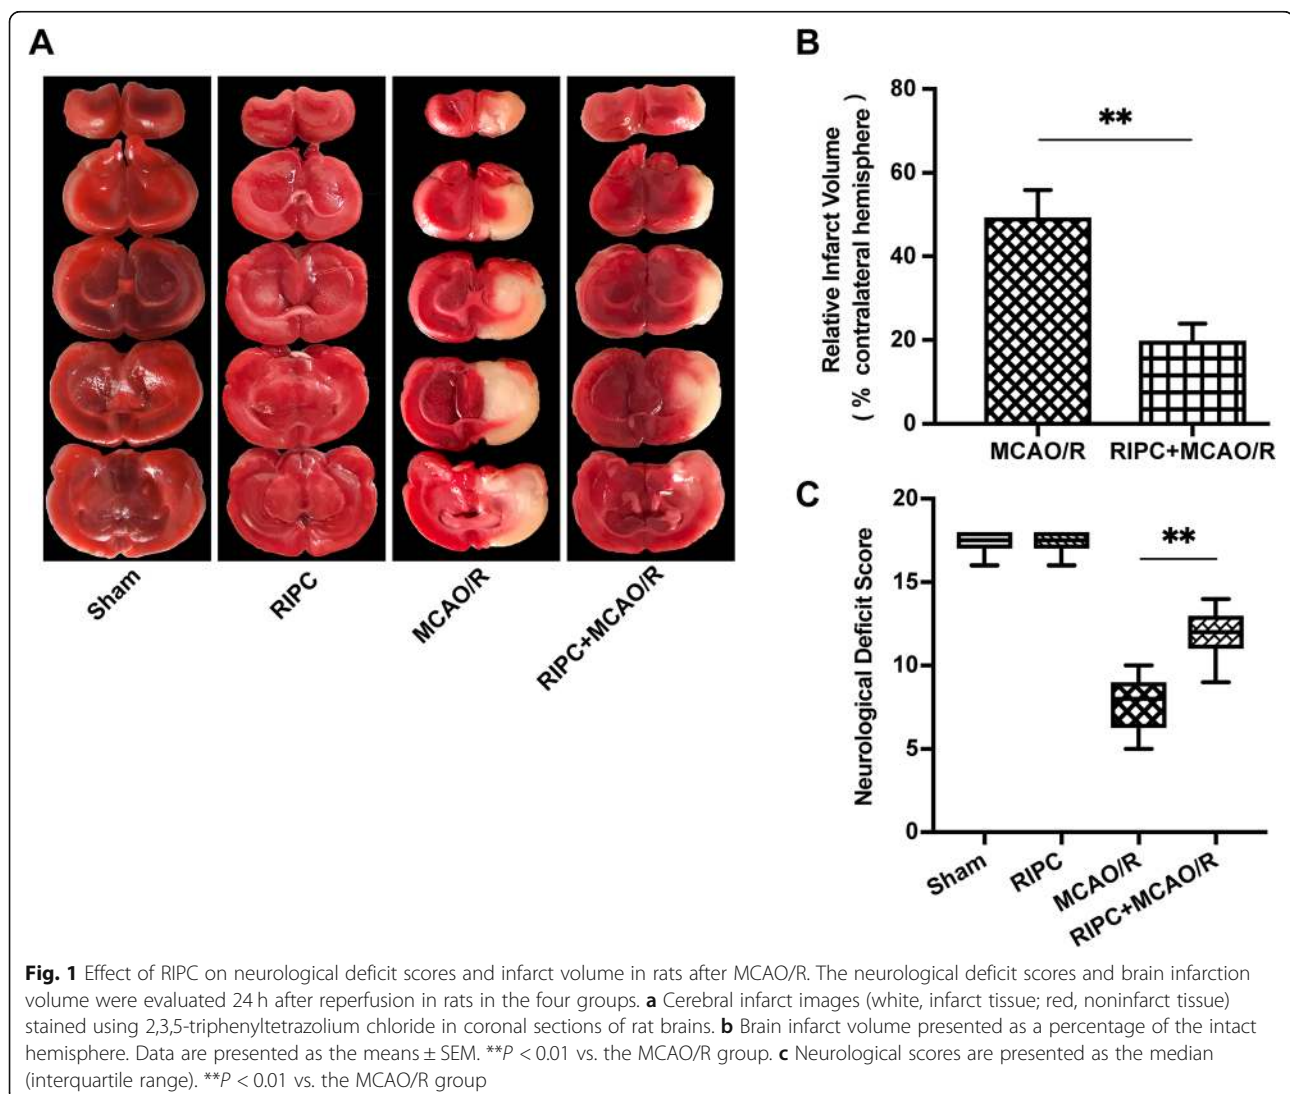 A
Sham
RIPC
MCAO/R
RIPC+MCAO/R
B
Relative Infarct Volume
( % contralateral hemisphere )
80
60
40
20
0
**
MCAO/R
RIPC+MCAO/R
C
Neurological Deficit Score
20
15
10
5
0
**
Sham
RIPC
MCAO/R
RIPC+MCAO/R
Fig. 1 Effect of RIPC on neurological deficit scores and infarct volume in rats after MCAO/R. The neurological deficit scores and brain infarction
volume were evaluated 24 h after reperfusion in rats in the four groups. a Cerebral infarct images (white, infarct tissue; red, noninfarct tissue)
stained using 2,3,5-triphenyltetrazolium chloride in coronal sections of rat brains. b Brain infarct volume presented as a percentage of the intact
hemisphere. Data are presented as the means ± SEM. **P < 0.01 vs. the MCAO/R group. c Neurological scores are presented as the median
(interquartile range). **P < 0.01 vs. the MCAO/R group